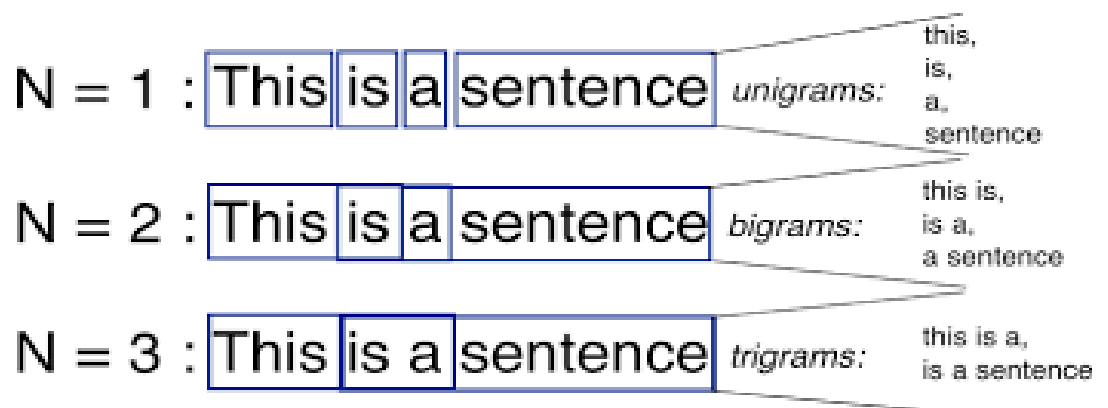 N = 1 : This is a sentence unigrams:
this,
is,
a,
sentence
N = 2 : This is a sentence bigrams:
this is,
is a,
a sentence
N = 3 : This is a sentence trigrams:
this is a,
is a sentence